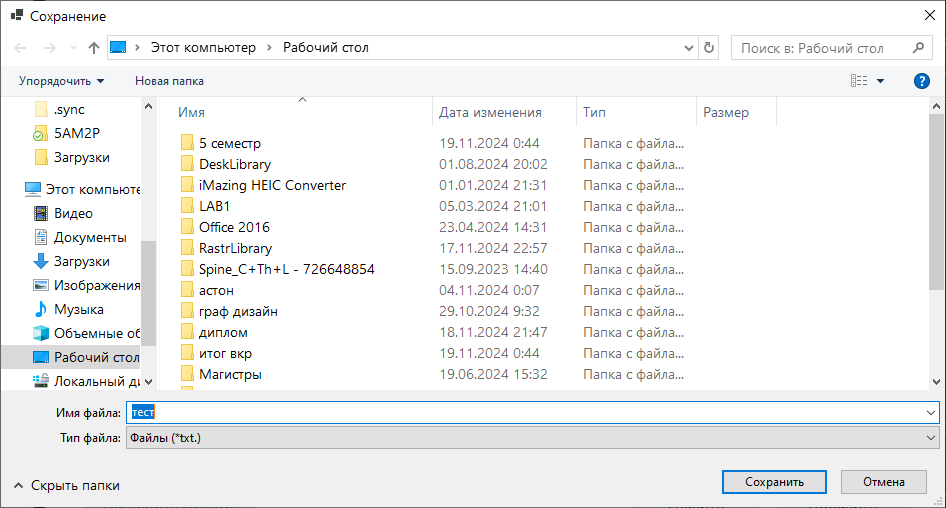 Сохранение
Этот компьютер Рабочий стол
Поиск в: Рабочий стол
Упорядочить Новая папка
Имя Дата изменения Тип Размер
.sync
5AM2P
Загрузки
Этот компьюте
Видео
Документы
Загрузки
Изображения
Музыка
Объемные об
Рабочий стол
Локальный ди
5 семестр 19.11.2024 0:44 Папка с файла...
DeskLibrary 01.08.2024 20:02 Папка с файла...
iMazing HEIC Converter 01.01.2024 21:31 Папка с файла...
LAB1 05.03.2024 21:01 Папка с файла...
Office 2016 23.04.2024 14:31 Папка с файла...
RastrLibrary 17.11.2024 22:57 Папка с файла...
Spine_C+Th+L - 726648854 15.09.2023 14:40 Папка с файла...
астон 04.11.2024 0:07 Папка с файла...
граф дизайн 29.10.2024 9:32 Папка с файла...
диплом 18.11.2024 21:47 Папка с файла...
итог вкр 19.11.2024 0:44 Папка с файла...
Магистры 19.06.2024 15:32 Папка с файла...
Имя файла: тест
Тип файла: Файлы (*txt.)
Скрыть папки Сохранить Отмена